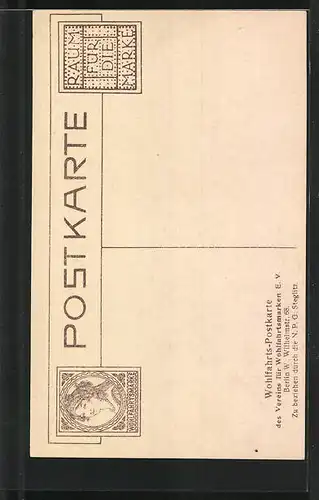 WOHLFAHRTSMARKE
POSTKARTE
RAUM
FÜR
DIE
MARKE
Wohlfahrts-Postkarte
des Vereins für Wohlfahrtsmarken E. V.
Berlin W., Wilhelmstr. 68.
Zu beziehen durch die N. P. G. Steglitz.